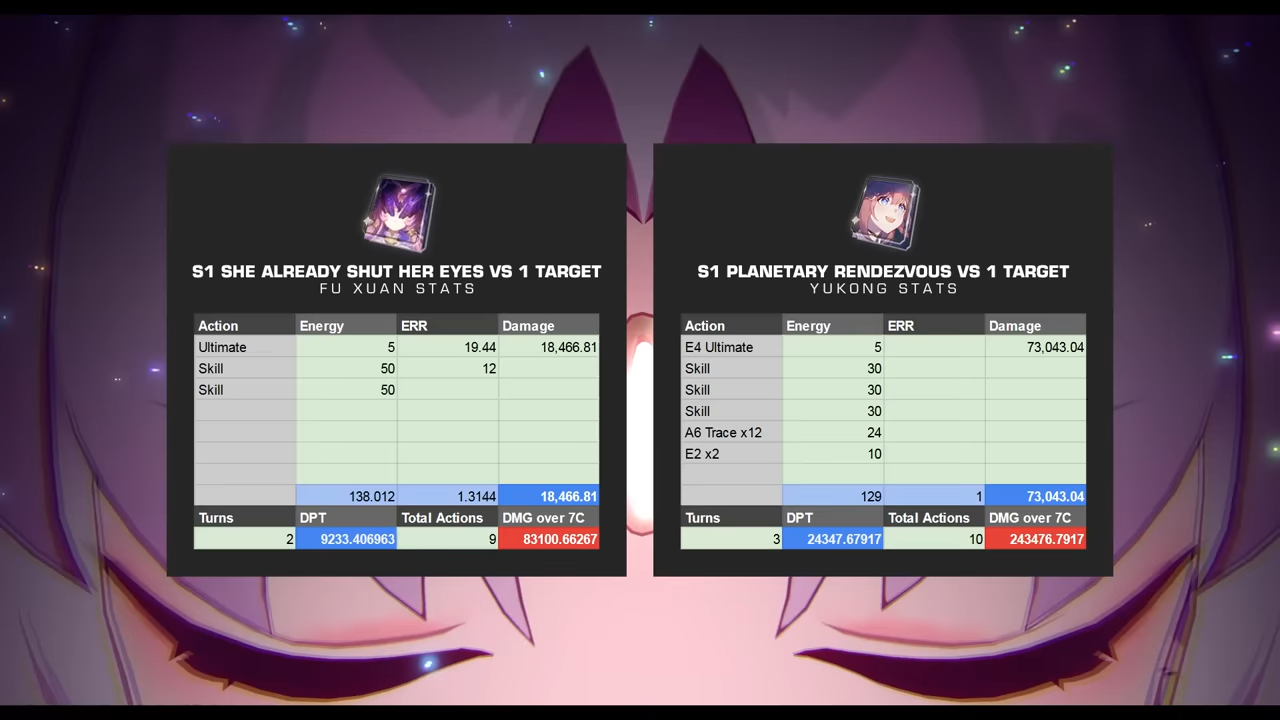 S1 SHE ALREADY SHUT HER EYES VS 1 TARGET
FU XUAN STATS
Action Energy ERR Damage
Ultimate 5 19.44 18,466.81
Skill 50 12
Skill 50
138.012 1.3144 18,466.81
Turns DPT Total Actions DMG over 7C
2 9233.406963 9 83100.66267
S1 PLANETARY RENDEZVOUS VS 1 TARGET
YUKONG STATS
Action Energy ERR Damage
E4 Ultimate 5 73,043.04
Skill 30
Skill 30
Skill 30
A6 Trace x12 24
E2 x2 10
129 1 73,043.04
Turns DPT Total Actions DMG over 7C
3 24347.67917 10 243476.7917